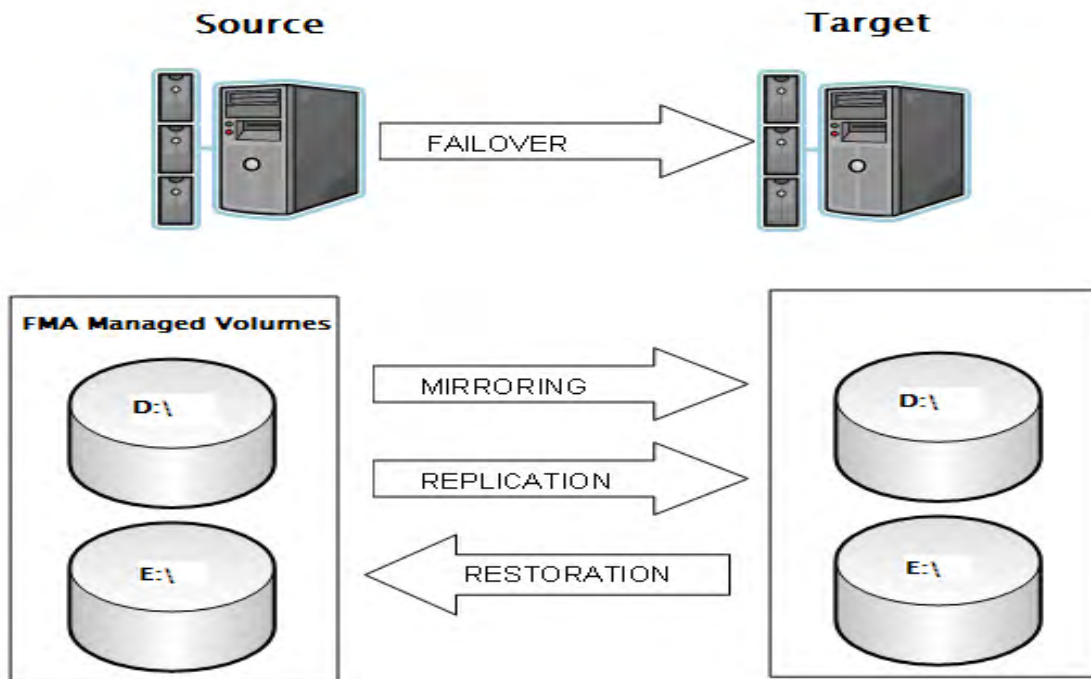 Source
Target
FAILOVER
FMA Managed Volumes
D:\
MIRRORING
D:\
REPLICATION
E:\
RESTORATION
E:\